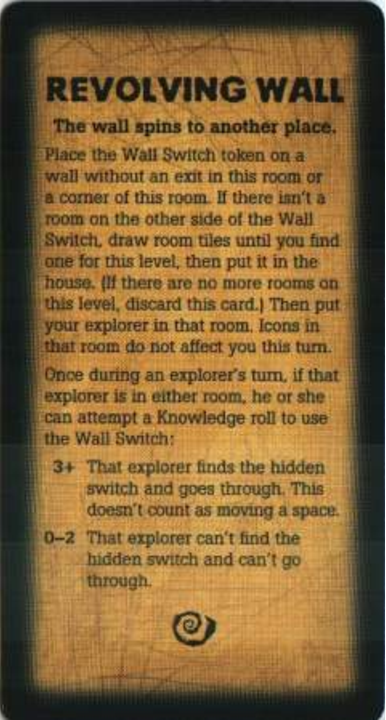 REVOLVING WALL
The wall spins to another place.
Place the Wall Switch token on a
wall without an exit in this room or
a corner of this room. If there isn't a
room on the other side of the Wall
Switch, draw room tiles until you find
one for this level, then put it in the
house. (If there are no more rooms on
this level, discard this card.) Then put
your explorer in that room. Icons in
that room do not affect you this turn.
Once during an explorer's turn, if that
explorer is in either room, he or she
can attempt a Knowledge roll to use
the Wall Switch:
3+ That explorer finds the hidden
switch and goes through. This
doesn't count as moving a space.
0–2 That explorer can't find the
hidden switch and can't go
through.